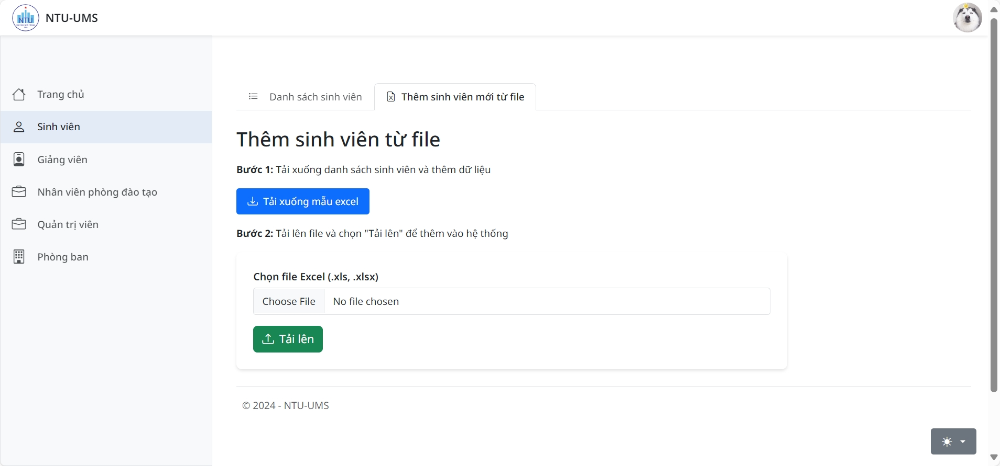 NTU
NTU-UMS
Trang chủ
Sinh viên
Giảng viên
Nhân viên phòng đào tạo
Quản trị viên
Phòng ban
Danh sách sinh viên
Thêm sinh viên mới từ file
Thêm sinh viên từ file
Bước 1: Tải xuống danh sách sinh viên và thêm dữ liệu
Tải xuống mẫu excel
Bước 2: Tải lên file và chọn "Tải lên" để thêm vào hệ thống
Chọn file Excel (.xls, .xlsx)
Choose File No file chosen
Tải lên
© 2024 - NTU-UMS